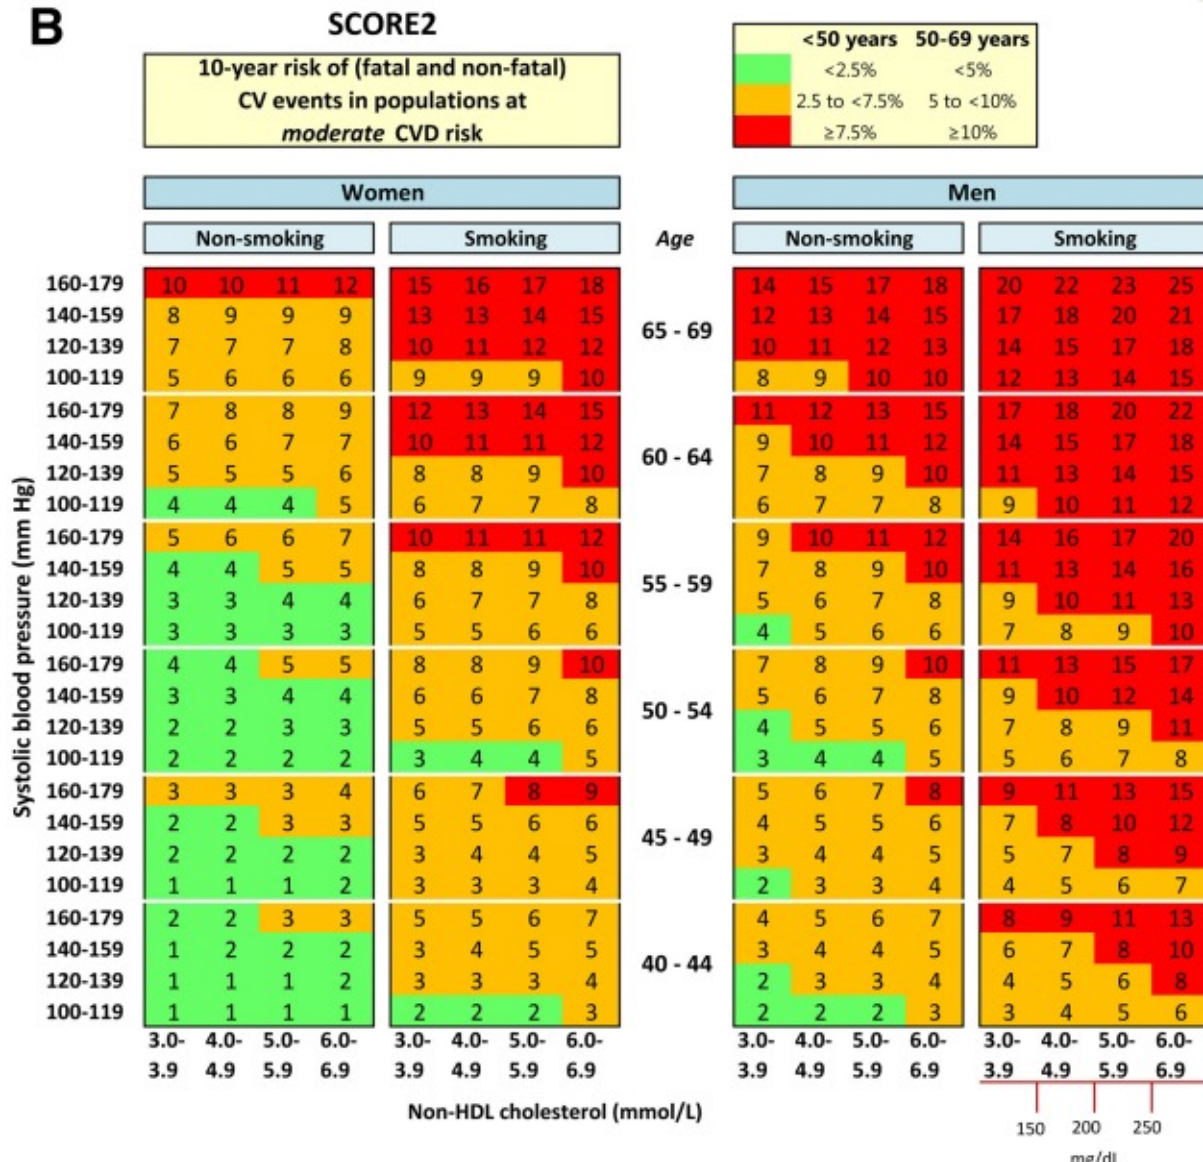 B
SCORE2
10-year risk of (fatal and non-fatal)
CV events in populations at
moderate CVD risk
<50 years 50-69 years
<2.5% <5%
2.5 to <7.5% 5 to <10%
≥7.5% ≥10%
Women Men
Non-smoking Smoking Age Non-smoking Smoking
Systolic blood pressure (mm Hg)
160-179 10 10 11 12 15 16 17 18 14 15 17 18 20 22 23 25
140-159 8 9 9 9 13 13 14 15 12 13 14 15 17 18 20 21
65 - 69
120-139 7 7 7 8 10 11 12 12 10 11 12 13 14 15 17 18
100-119 5 6 6 6 9 9 9 10 8 9 10 10 12 13 14 15
160-179 7 8 8 9 12 13 14 15 11 12 13 15 17 18 20 22
140-159 6 6 7 7 10 11 11 12 9 10 11 12 14 15 17 18
60 - 64
120-139 5 5 5 6 8 8 9 10 7 8 9 10 11 13 14 15
100-119 4 4 4 5 6 7 7 8 6 7 7 8 9 10 11 12
160-179 5 6 6 7 10 11 11 12 9 10 11 12 14 16 17 20
140-159 4 4 5 5 8 8 9 10 7 8 9 10 11 13 14 16
55 - 59
120-139 3 3 4 4 6 7 7 8 5 6 7 8 9 10 11 13
100-119 3 3 3 3 5 5 6 6 4 5 6 6 7 8 9 10
160-179 4 4 5 5 8 8 9 10 7 8 9 10 11 13 15 17
140-159 3 3 4 4 6 6 7 8 5 6 7 8 9 10 12 14
50 - 54
120-139 2 2 3 3 5 5 6 6 4 5 5 6 7 8 9 11
100-119 2 2 2 2 3 4 4 5 3 4 4 5 5 6 7 8
160-179 3 3 3 4 6 7 8 9 5 6 7 8 9 11 13 15
140-159 2 2 3 3 5 5 6 6 4 5 5 6 7 8 10 12
45 - 49
120-139 2 2 2 2 3 4 4 5 3 4 4 5 5 7 8 9
100-119 1 1 1 2 3 3 3 4 2 3 3 4 4 5 6 7
160-179 2 2 3 3 5 5 6 7 4 5 6 7 8 9 11 13
140-159 1 2 2 2 3 4 5 5 3 4 4 5 6 7 8 10
40 - 44
120-139 1 1 1 2 3 3 3 4 2 3 3 4 4 5 6 8
100-119 1 1 1 1 2 2 2 3 2 2 2 3 3 4 5 6
3.0- 4.0- 5.0- 6.0- 3.0- 4.0- 5.0- 6.0- 3.0- 4.0- 5.0- 6.0- 3.0- 4.0- 5.0- 6.0-
3.9 4.9 5.9 6.9 3.9 4.9 5.9 6.9 3.9 4.9 5.9 6.9 3.9 4.9 5.9 6.9
Non-HDL cholesterol (mmol/L)
150 200 250
mg/dL